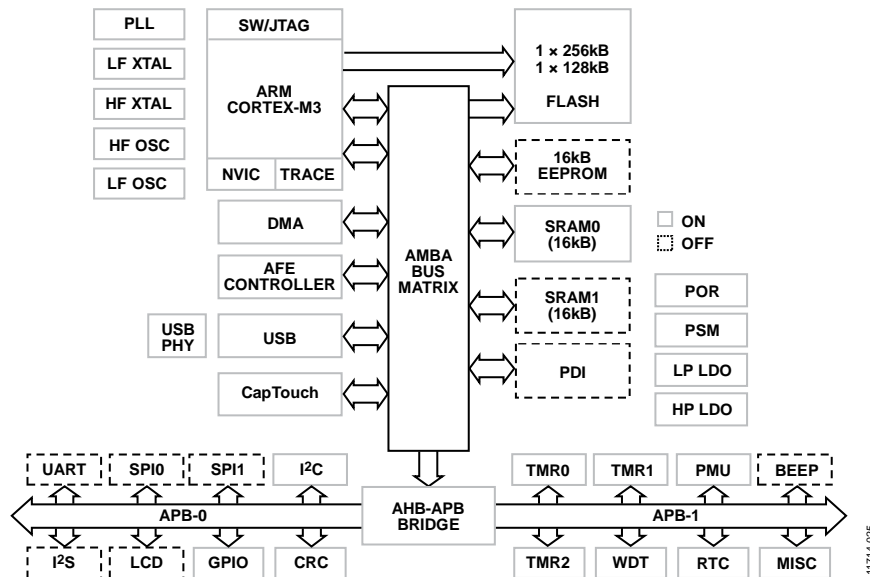 PLL
LF XTAL
HF XTAL
HF OSC
LF OSC
SW/JTAG
ARM
CORTEX-M3
NVIC
TRACE
DMA
AFE
CONTROLLER
USB
PHY
USB
CapTouch
AMBA
BUS
MATRIX
1 × 256kB
1 × 128kB
FLASH
16kB
EEPROM
SRAM0
(16kB)
SRAM1
(16kB)
PDI
ON
OFF
POR
PSM
LP LDO
HP LDO
UART
SPI0
SPI1
I²C
TMR0
TMR1
PMU
BEEP
APB-0
AHB-APB
BRIDGE
APB-1
I²S
LCD
GPIO
CRC
TMR2
WDT
RTC
MISC
11714-025